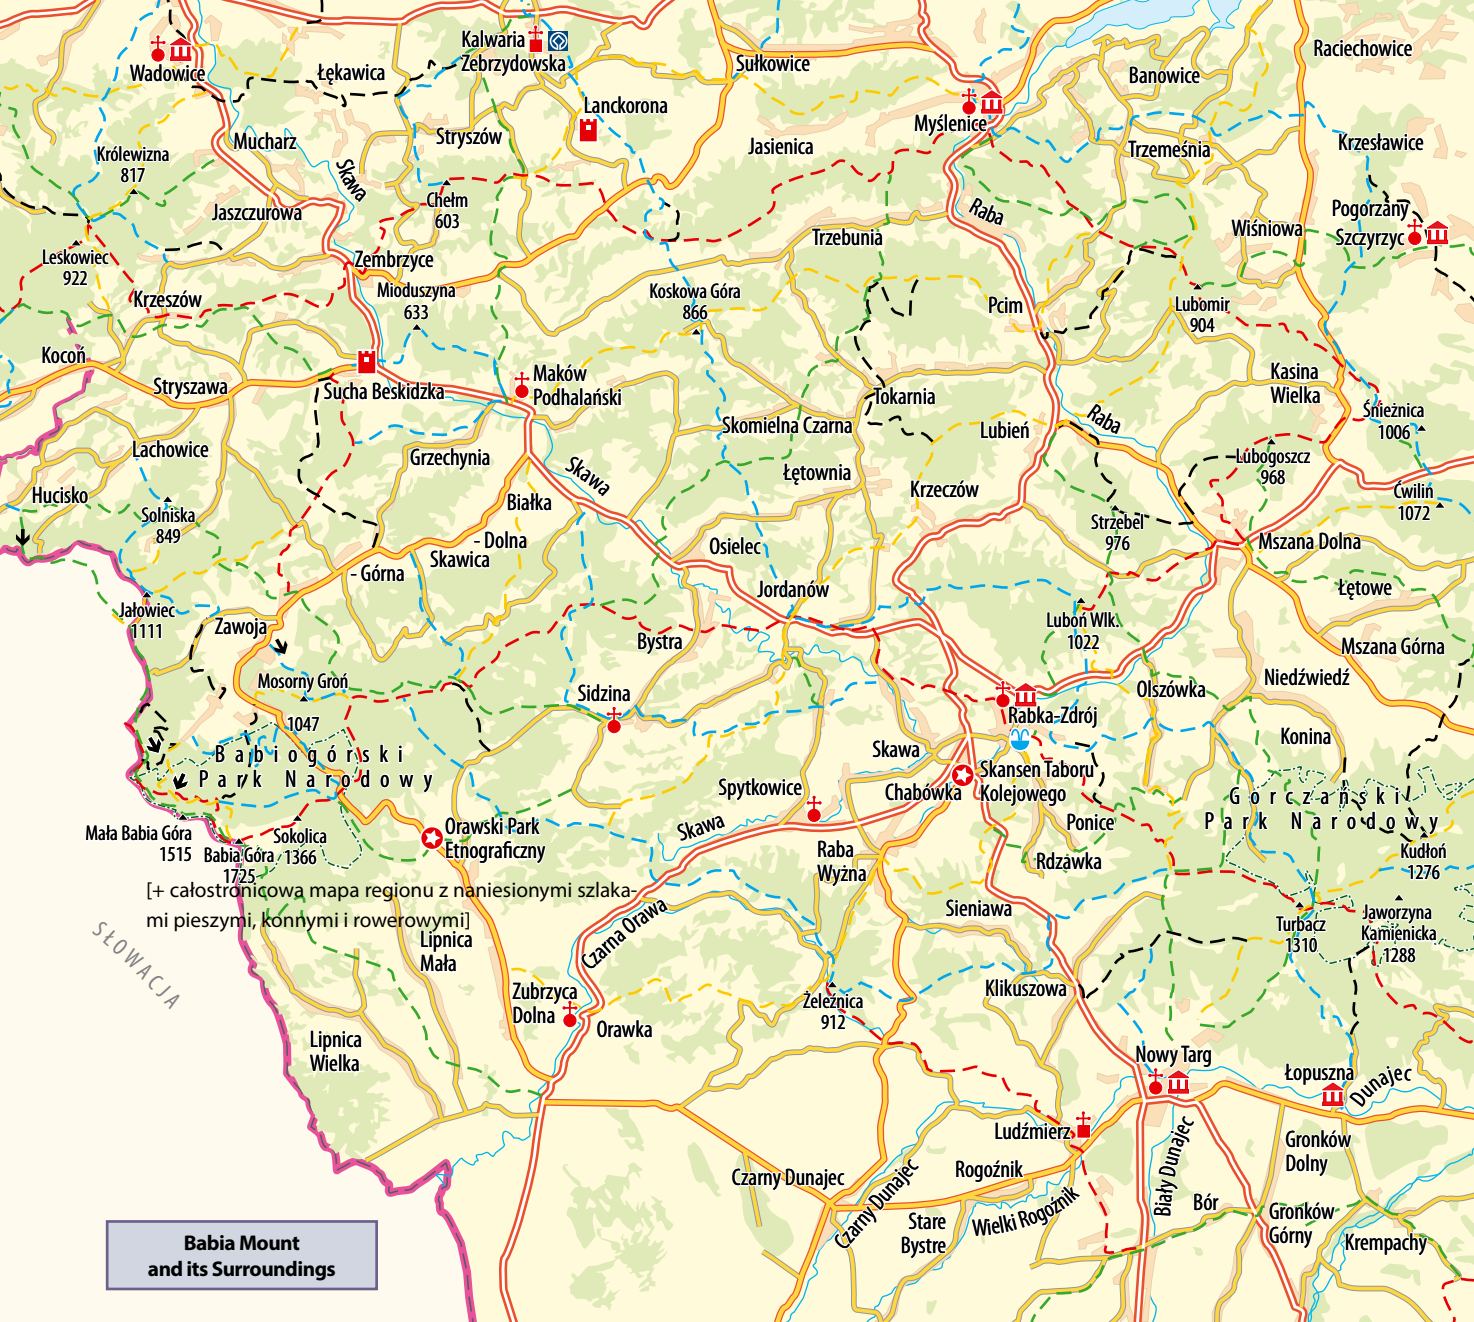 Kalwaria
Zebrzydowska
Sułkowice
Raciechowice
Wadowice
Łękawica
Banowice
Lanckorona
Myślenice
Mucharz
Stryszów
Jasienica
Trzemeśnia
Krzesławice
Królewizna
817
Skawa
Chełm
603
Jaszczurowa
Raba
Pogorzany
Szczyrzyc
Trzebunia
Wiśniowa
Leskowiec
922
Zembrzyce
Mioduszyna
633
Koskowa Góra
866
Krzeszów
Pcim
Lubomir
904
Kocoń
Stryszawa
Sucha Beskidzka
Maków
Podhalański
Tokarnia
Kasina
Wielka
Śnieżnica
1006
Skomielna Czarna
Lubień
Raba
Lachowice
Grzechynia
Lubogoszcz
968
Skawa
Łętownia
Krzeczów
Hucisko
Białka
Ćwilin
1072
Solniska
849
Strzebel
976
- Dolna
Skawica
- Górna
Osielec
Mszana Dolna
Jordanów
Łętowe
Jałowiec
1111
Zawoja
Luboń Wlk.
1022
Bystra
Mszana Górna
Mosorny Groń
1047
Sidzina
Olszówka
Niedźwiedź
Rabka-Zdrój
Babiogórski
Park Narodowy
Skawa
Konina
Skansen Taboru
Kolejowego
Chabówka
Spytkowice
Gorczański
Park Narodowy
Mała Babia Góra
1515
Babia Góra
1725
Sokolica
1366
Orawski Park
Etnograficzny
Skawa
Ponice
Raba
Wyżna
Rdzawka
Kudłoń
1276
[+ całostronicowa mapa regionu z naniesionymi szlaka-
mi pieszymi, konnymi i rowerowymi]
Sieniawa
Turbacz
1310
Jaworzyna
Kamienicka
1288
SŁOWACJA
Lipnica
Mała
Czarna Orawa
Zubrzyca
Dolna
Orawka
Żeleźnica
912
Klikuszowa
Lipnica
Wielka
Nowy Targ
Łopuszna
Dunajec
Ludźmierz
Gronków
Dolny
Czarny Dunajec
Rogoźnik
Biały Dunajec
Czarny Dunajec
Stare
Bystre
Wielki Rogoźnik
Bór
Gronków
Górny
Krempachy
Babia Mount
and its Surroundings